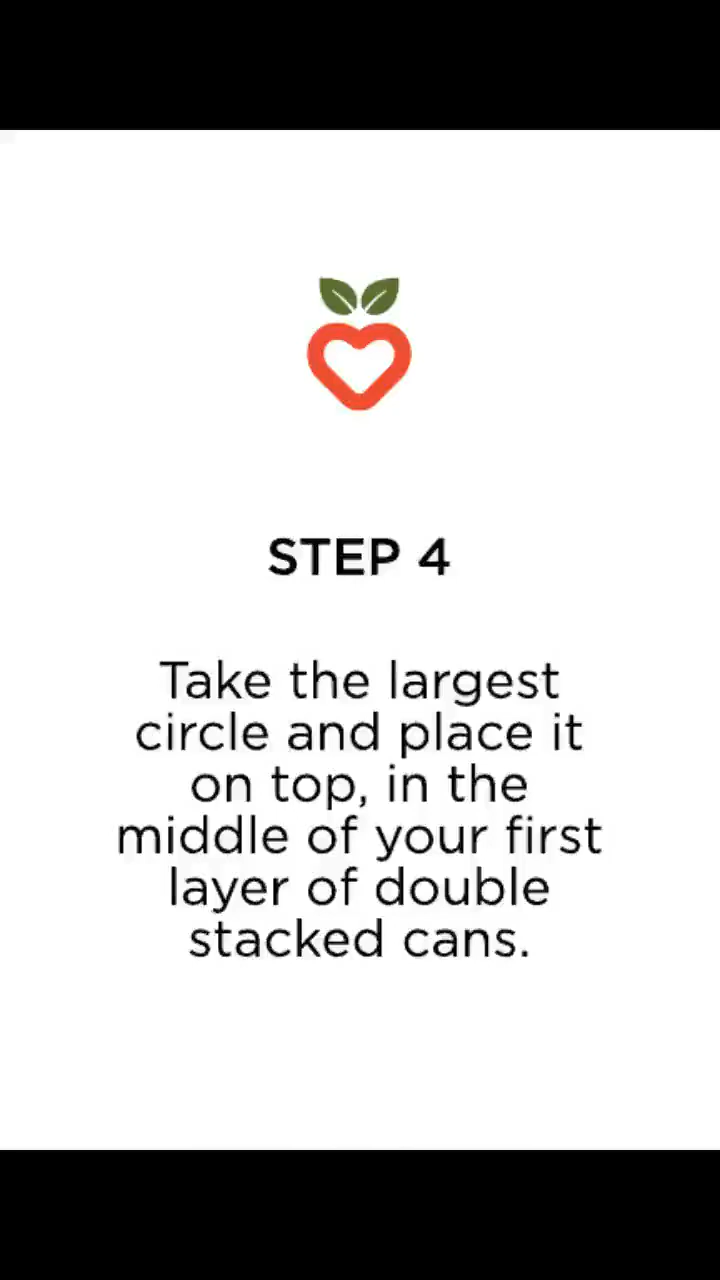 STEP 4
Take the largest
circle and place it
on top, in the
middle of your first
layer of double
stacked cans.